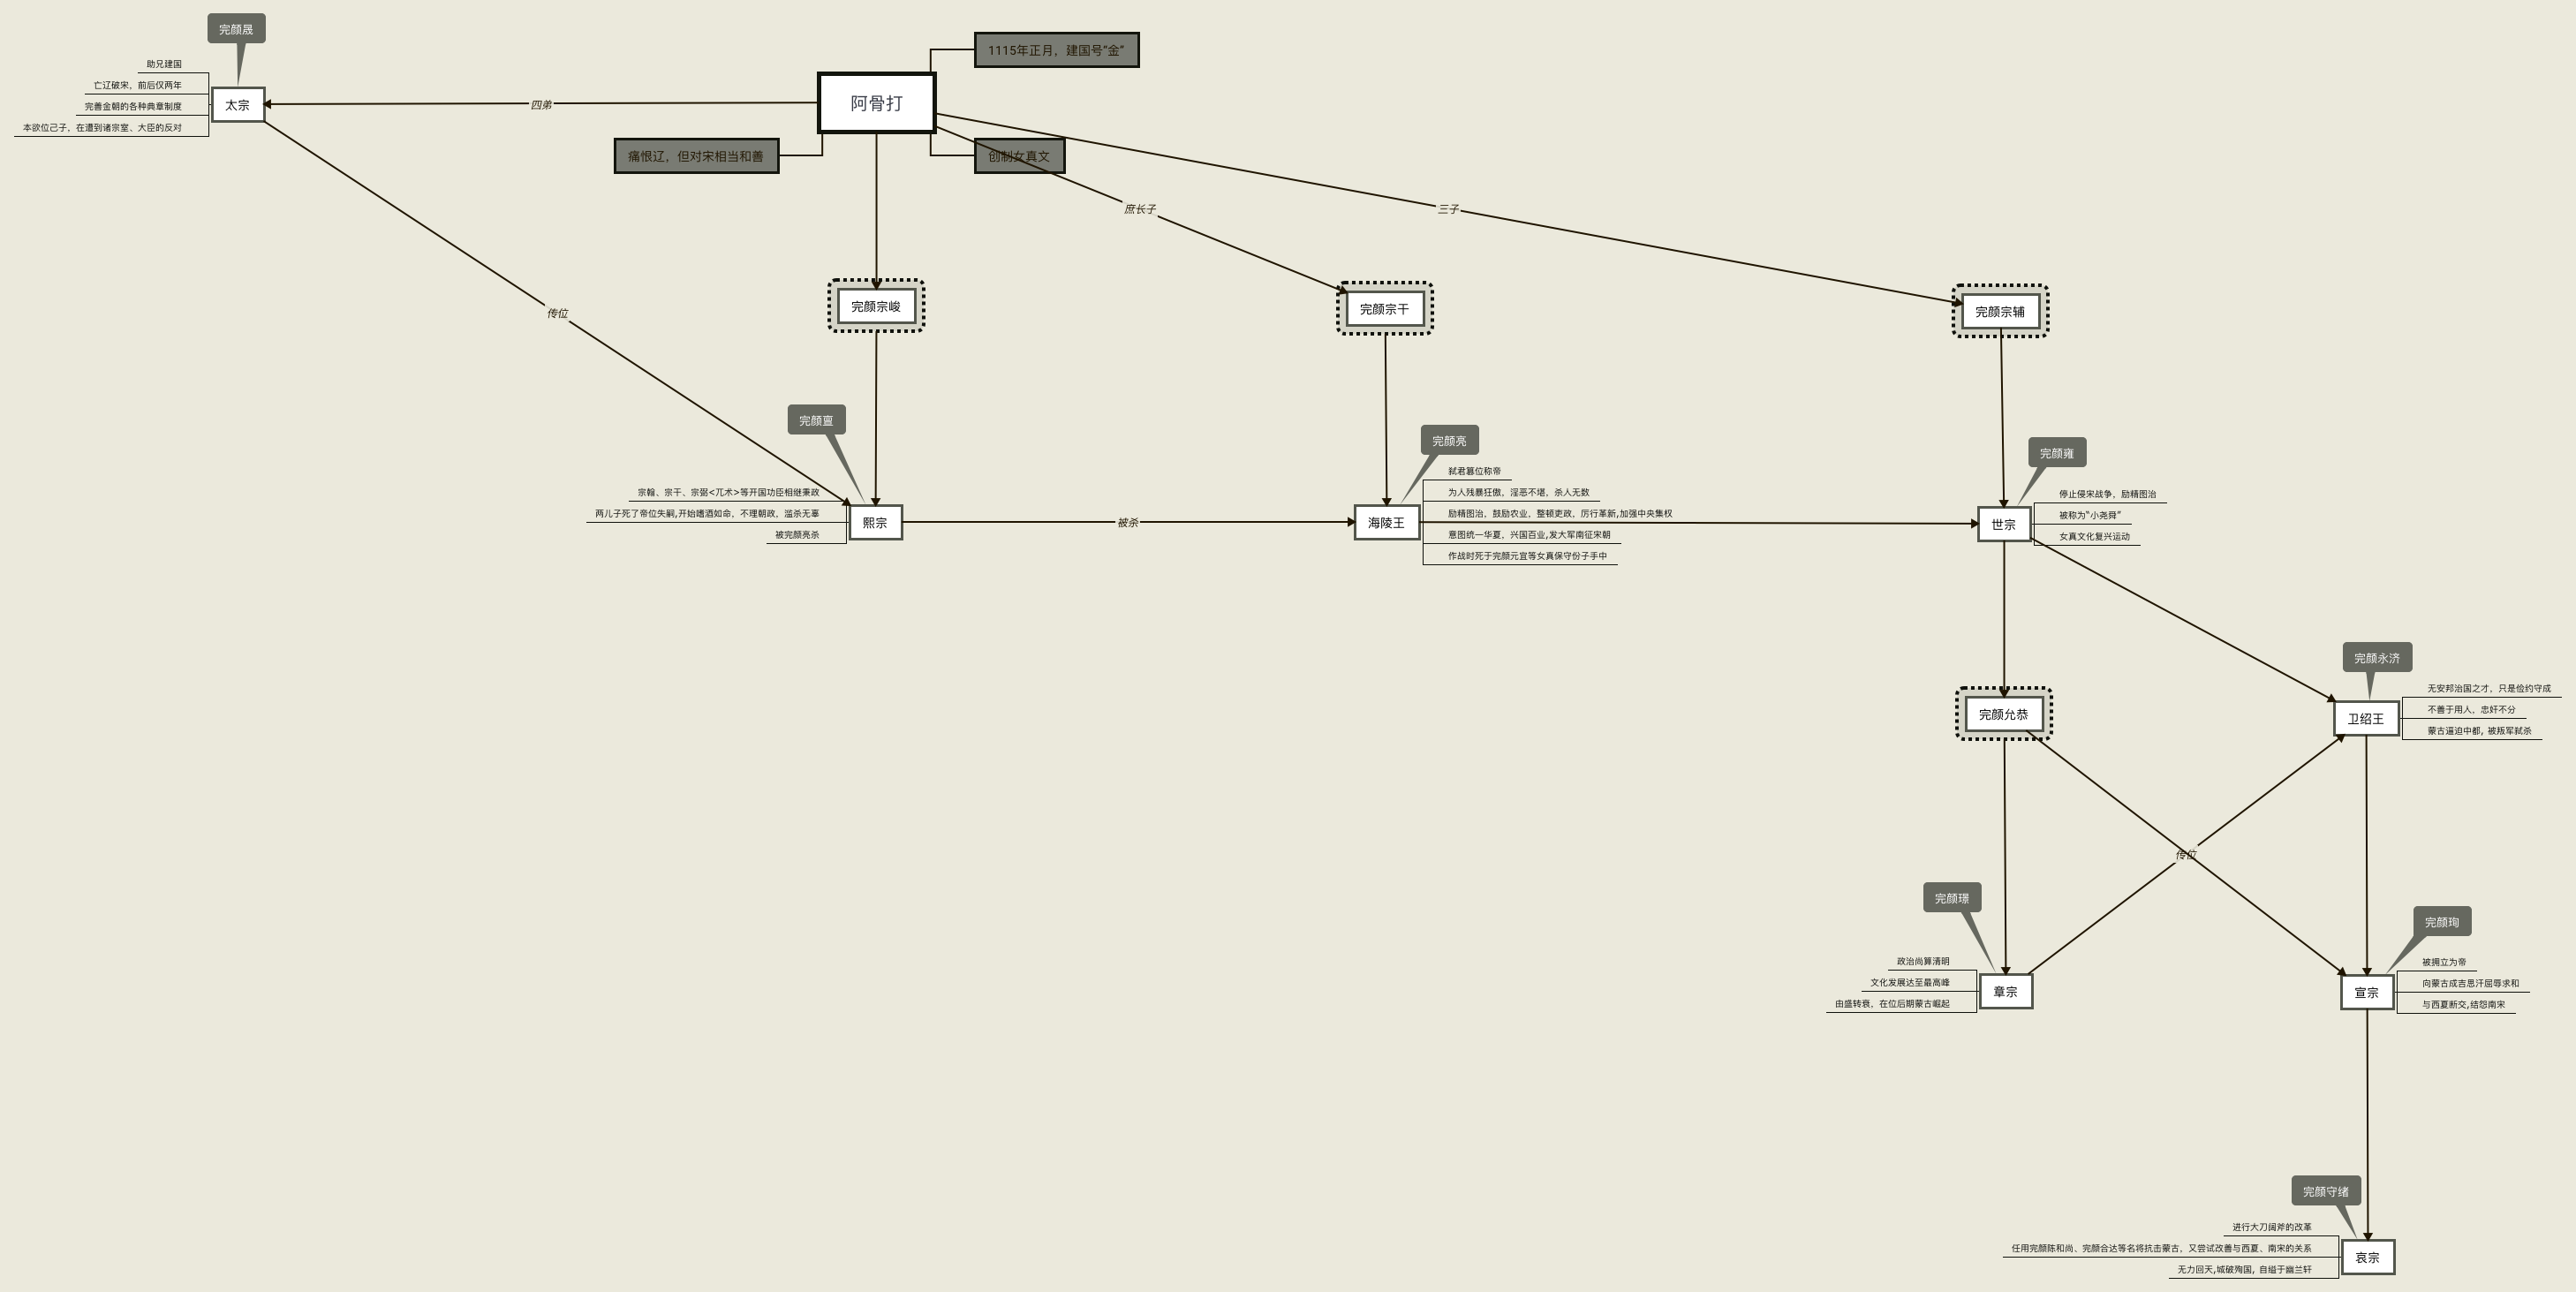 完颜晟
助兄建国
亡辽破宋，前后仅两年
完善金朝的各种典章制度
本欲位己子，在遭到诸宗室、大臣的反对
太宗
四弟
阿骨打
1115年正月，建国号"金"
痛恨辽，但对宋相当和善
创制女真文
庶长子
三子
传位
完颜宗峻
完颜宗干
完颜宗辅
完颜亶
宗翰、宗干、宗弼<兀术>等开国功臣相继秉政
两儿子死了帝位失嗣,开始嗜酒如命，不理朝政，滥杀无辜
被完颜亮杀
熙宗
被杀
完颜亮
海陵王
弑君篡位称帝
为人残暴狂傲，淫恶不堪，杀人无数
励精图治，鼓励农业，整顿吏政，厉行革新,加强中央集权
意图统一华夏，兴国百业,发大军南征宋朝
作战时死于完颜元宜等女真保守份子手中
完颜雍
世宗
停止侵宋战争，励精图治
被称为"小尧舜"
女真文化复兴运动
完颜允恭
完颜永济
卫绍王
无安邦治国之才，只是俭约守成
不善于用人，忠奸不分
蒙古逼迫中都, 被叛军弑杀
传位
完颜璟
政治尚算清明
文化发展达至最高峰
由盛转衰，在位后期蒙古崛起
章宗
完颜珣
宣宗
被拥立为帝
向蒙古成吉思汗屈辱求和
与西夏断交,结怨南宋
完颜守绪
进行大刀阔斧的改革
任用完颜陈和尚、完颜合达等名将抗击蒙古，又尝试改善与西夏、南宋的关系
无力回天,城破殉国, 自缢于幽兰轩
哀宗